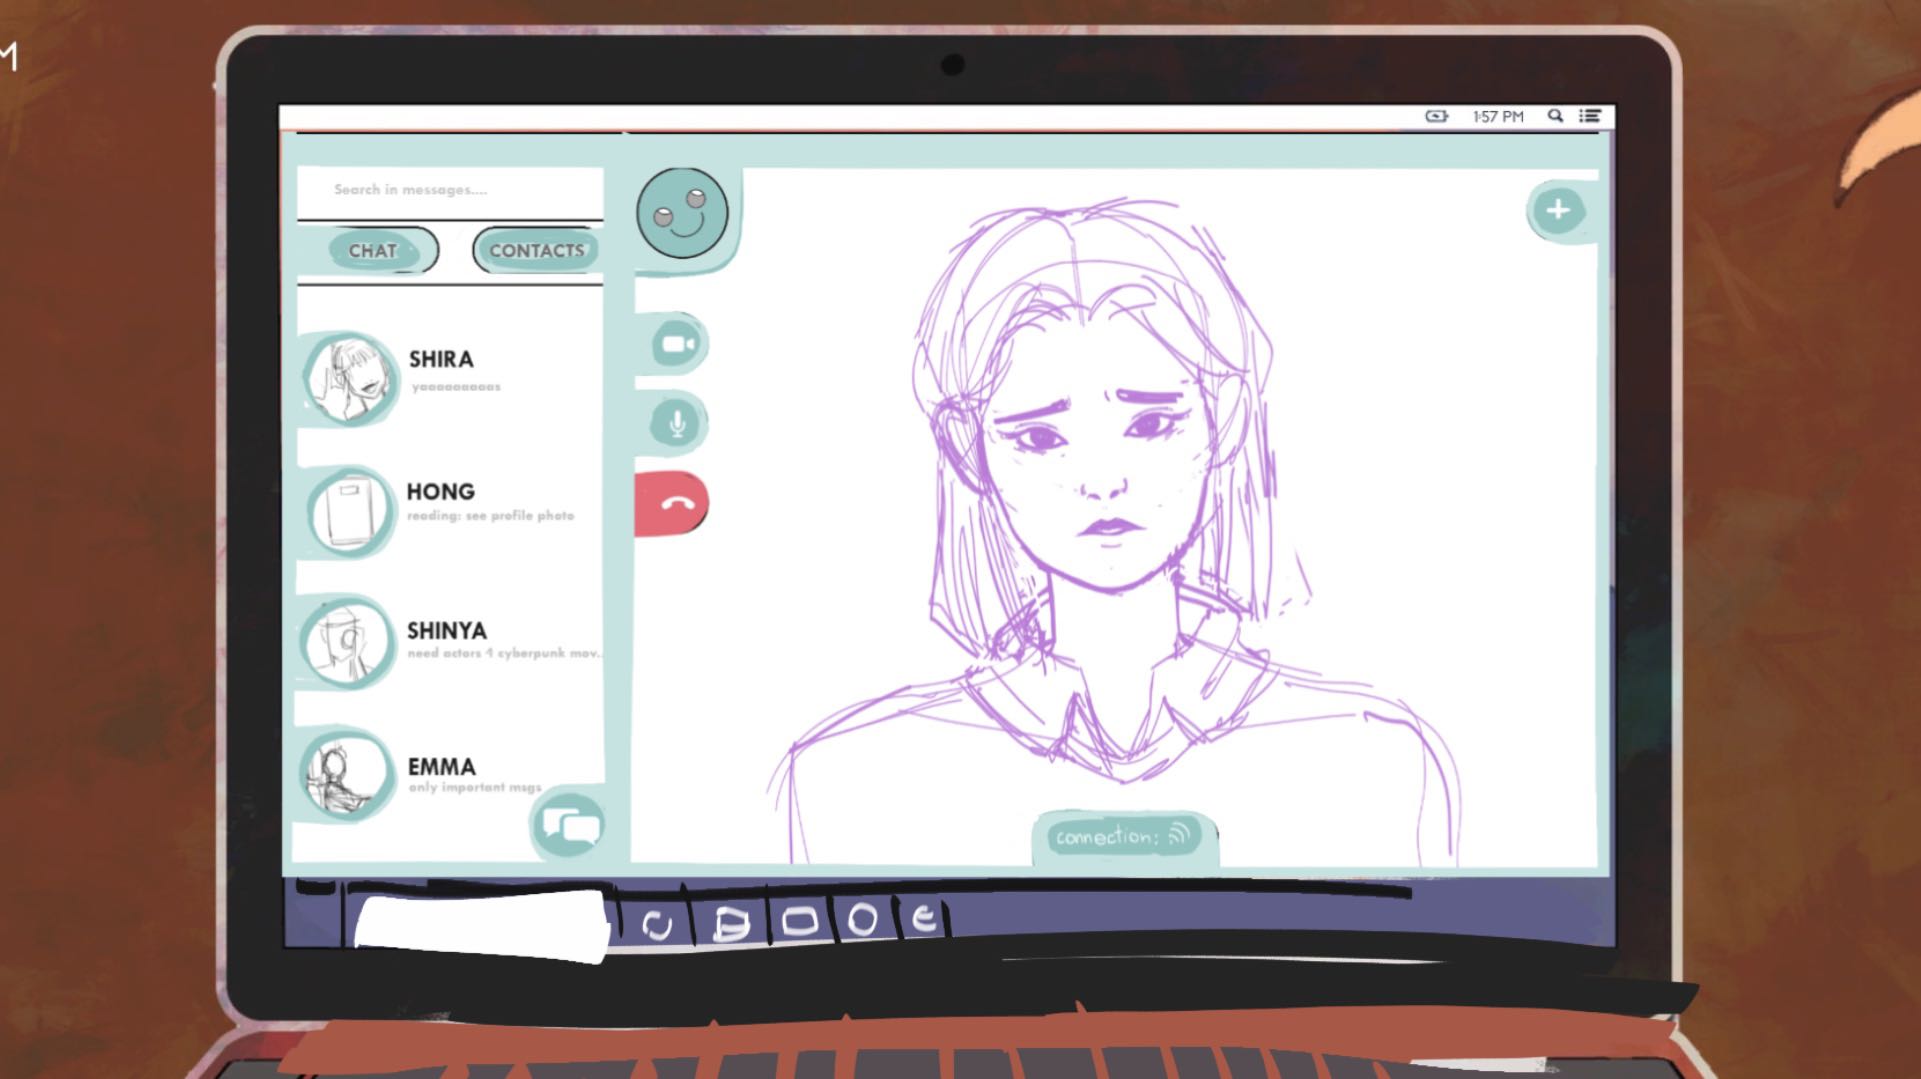 M
1:57 PM
Search in messages....
CHAT
CONTACTS
SHIRA
yaaaaaaaaas
HONG
reading: see profile photo
SHINYA
need actors 4 cyberpunk mov..
EMMA
only important msgs
connection: